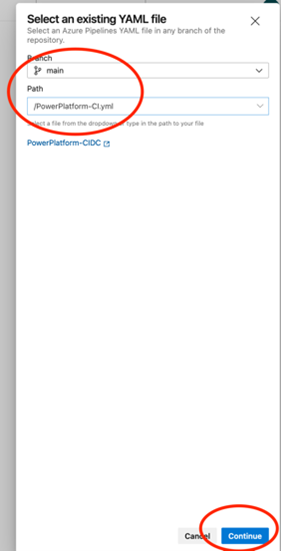 Select an existing YAML file
Select an Azure Pipelines YAML file in any branch of the
repository.
Branch
main
Path
/PowerPlatform-CI.yml
Select a file from the dropdown or type in the path to your file
PowerPlatform-CIDC
Cancel
Continue